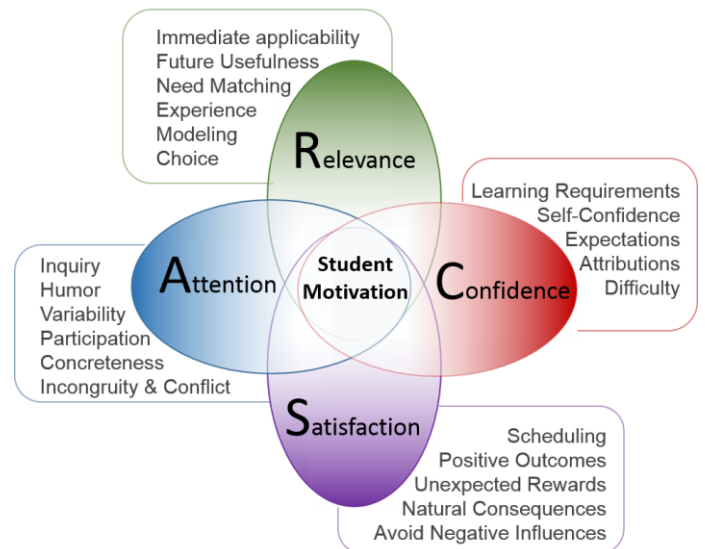 Immediate applicability
Future Usefulness
Need Matching
Experience
Modeling
Choice
Relevance
Learning Requirements
Self-Confidence
Expectations
Attributions
Difficulty
Inquiry
Humor
Variability
Participation
Concreteness
Incongruity & Conflict
Attention
Student
Motivation
Confidence
Satisfaction
Scheduling
Positive Outcomes
Unexpected Rewards
Natural Consequences
Avoid Negative Influences